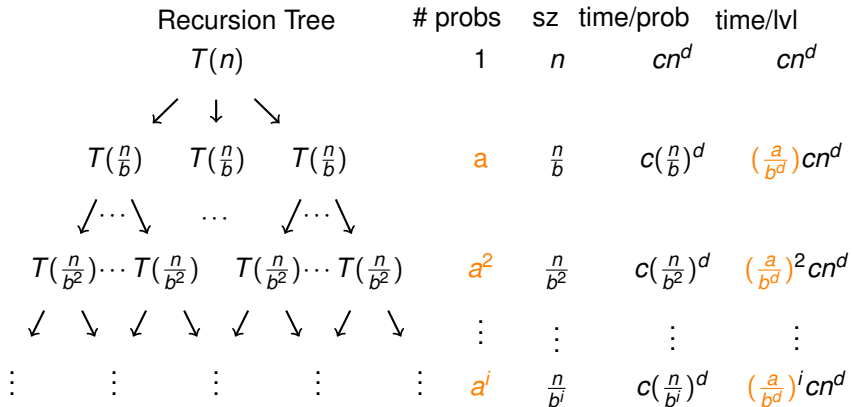 Recursion Tree # probs sz time/prob time/lvl
T(n) 1 n cn^d cn^d
T(n/b) T(n/b) T(n/b) a n/b c(n/b)^d (a/b^d)cn^d
⋯ ⋯ … ⋯
T(n/b^2)⋯T(n/b^2) T(n/b^2)⋯T(n/b^2) a^2 n/b^2 c(n/b^2)^d (a/b^d)^2cn^d
⋮ ⋮ ⋮ ⋮
⋮ ⋮ ⋮ ⋮ ⋮ a^i n/b^i c(n/b^i)^d (a/b^d)^icn^d